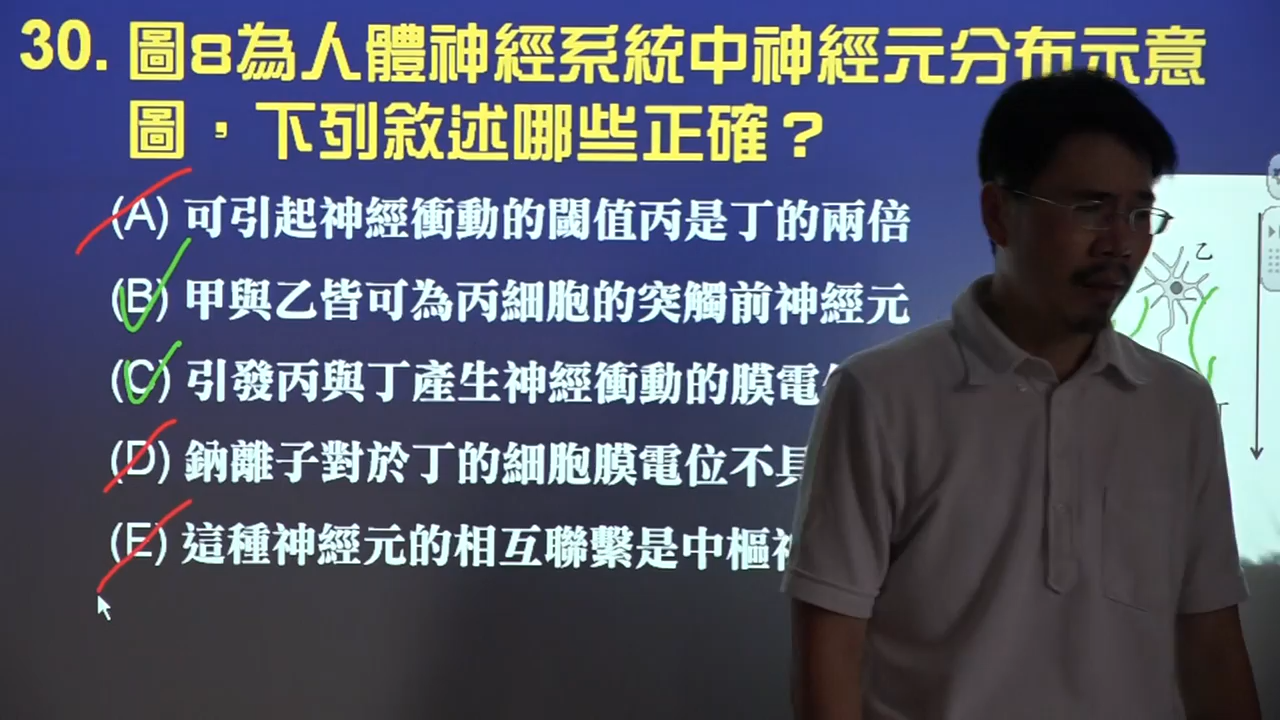 30. 圖8為人體神經系統中神經元分布示意
圖，下列敘述哪些正確？
(A) 可引起神經衝動的閾值丙是丁的兩倍
(B) 甲與乙皆可為丙細胞的突觸前神經元
(C) 引發丙與丁產生神經衝動的膜電
(D) 鈉離子對於丁的細胞膜電位不具
(E) 這種神經元的相互聯繫是中樞神
乙